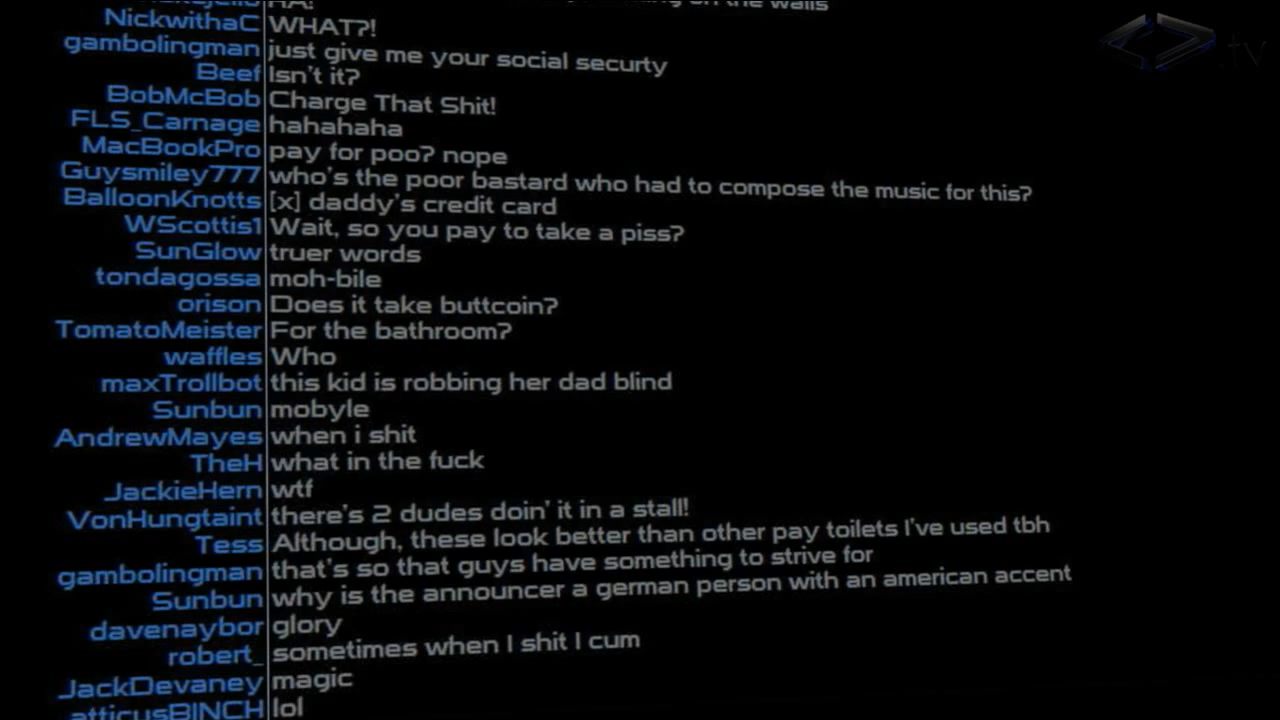 HA! on the walls
NickwithaC WHAT?!
gambolingman just give me your social securty
Beef Isn't it?
BobMcBob Charge That Shit!
FLS_Carnage hahahaha
MacBookPro pay for poo? nope
Guysmiley777 who's the poor bastard who had to compose the music for this?
BalloonKnotts [x] daddy's credit card
WScottis1 Wait, so you pay to take a piss?
SunGlow truer words
tondagossa moh-bile
orison Does it take buttcoin?
TomatoMeister For the bathroom?
waffles Who
maxTrollbot this kid is robbing her dad blind
Sunbun mobyle
AndrewMayes when i shit
TheH what in the fuck
JackieHern wtf
VonHungtaint there's 2 dudes doin' it in a stall!
Tess Although, these look better than other pay toilets I've used tbh
gambolingman that's so that guys have something to strive for
Sunbun why is the announcer a german person with an american accent
davenaybor glory
robert_ sometimes when I shit I cum
JackDevaney magic
atticusBINCH lol
.tv